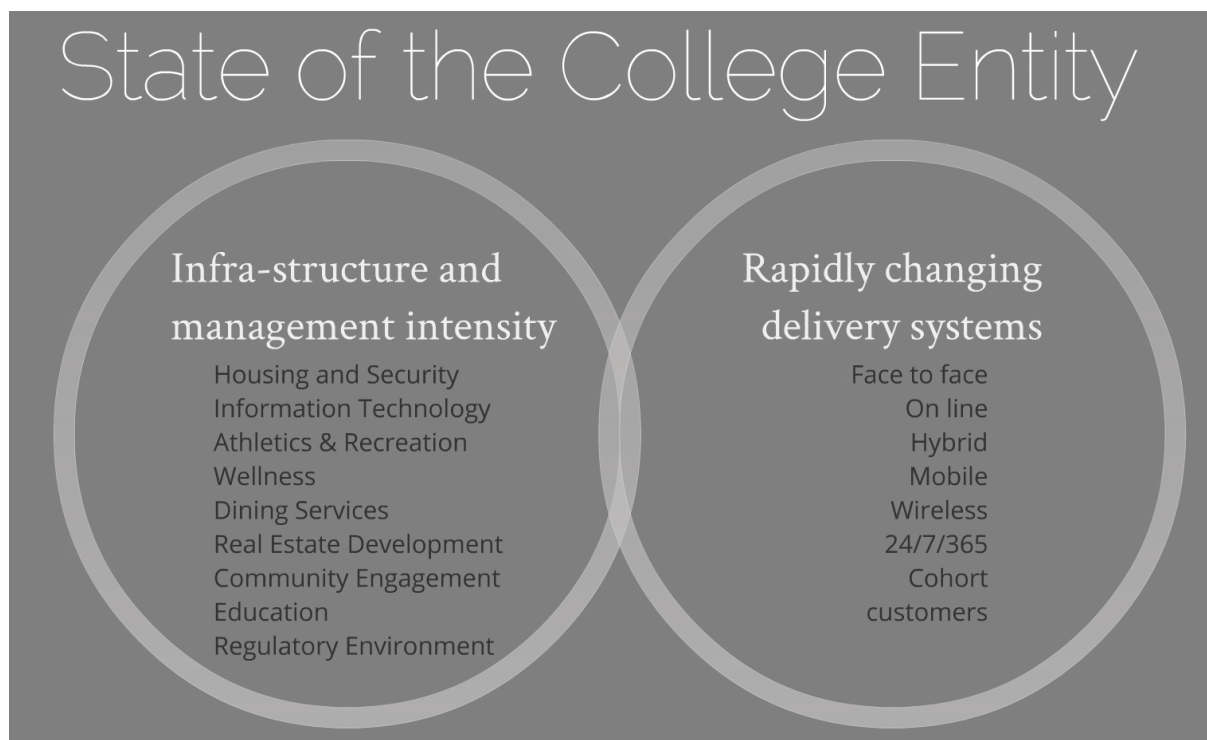 State of the College Entity
Infra-structure and
management intensity
Housing and Security
Information Technology
Athletics & Recreation
Wellness
Dining Services
Real Estate Development
Community Engagement
Education
Regulatory Environment
Rapidly changing
delivery systems
Face to face
On line
Hybrid
Mobile
Wireless
24/7/365
Cohort
customers